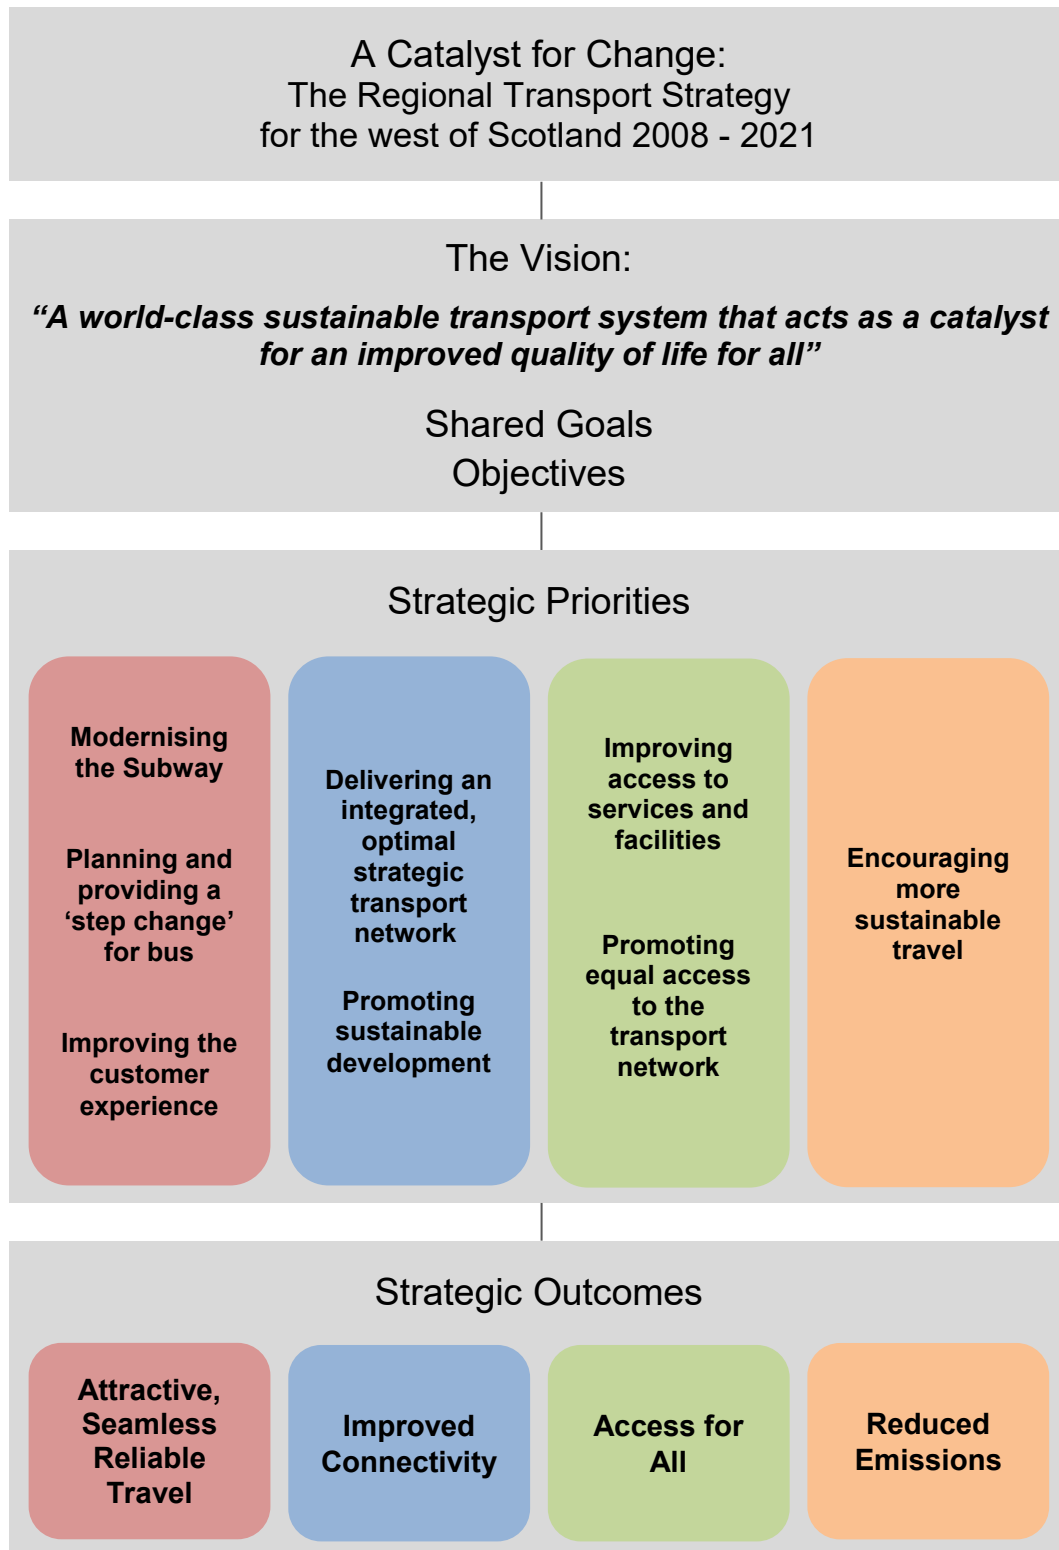 A Catalyst for Change:
The Regional Transport Strategy
for the west of Scotland 2008 - 2021
The Vision:
“A world-class sustainable transport system that acts as a catalyst
for an improved quality of life for all”
Shared Goals
Objectives
Strategic Priorities
Modernising
the Subway
Planning and
providing a
‘step change’
for bus
Improving the
customer
experience
Delivering an
integrated,
optimal
strategic
transport
network
Promoting
sustainable
development
Improving
access to
services and
facilities
Promoting
equal access
to the
transport
network
Encouraging
more
sustainable
travel
Strategic Outcomes
Attractive,
Seamless
Reliable
Travel
Improved
Connectivity
Access for
All
Reduced
Emissions